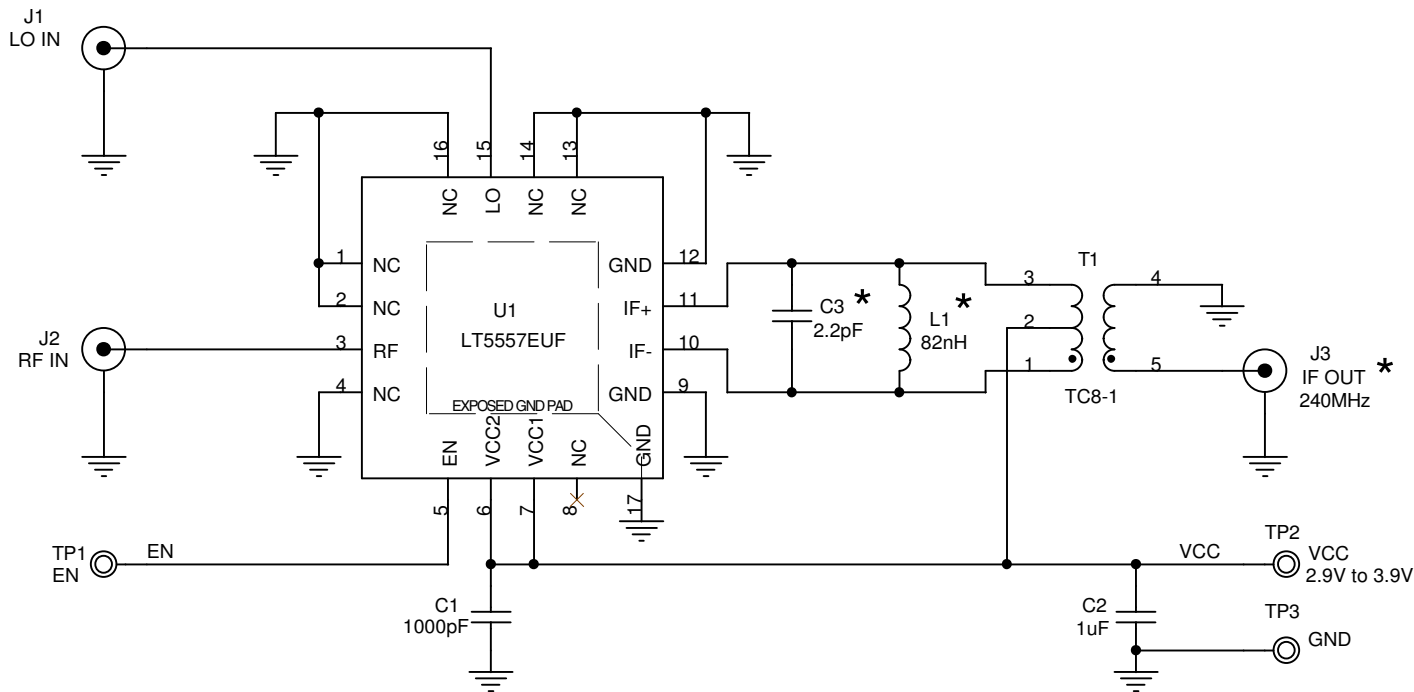 J1
LO IN
16
15
14
13
NC
LO
NC
NC
1
NC
GND
12
T1
2
NC
IF+
11
C3 *
2.2pF
L1 *
82nH
3
2
1
4
5
TC8-1
U1
LT5557EUF
J2
RF IN
3
RF
IF-
10
J3
IF OUT *
240MHz
4
NC
GND
9
EXPOSED GND PAD
EN
VCC2
VCC1
NC
GND
5
6
7
8
17
TP1
EN
EN
VCC
TP2
VCC
2.9V to 3.9V
C1
1000pF
C2
1uF
TP3
GND